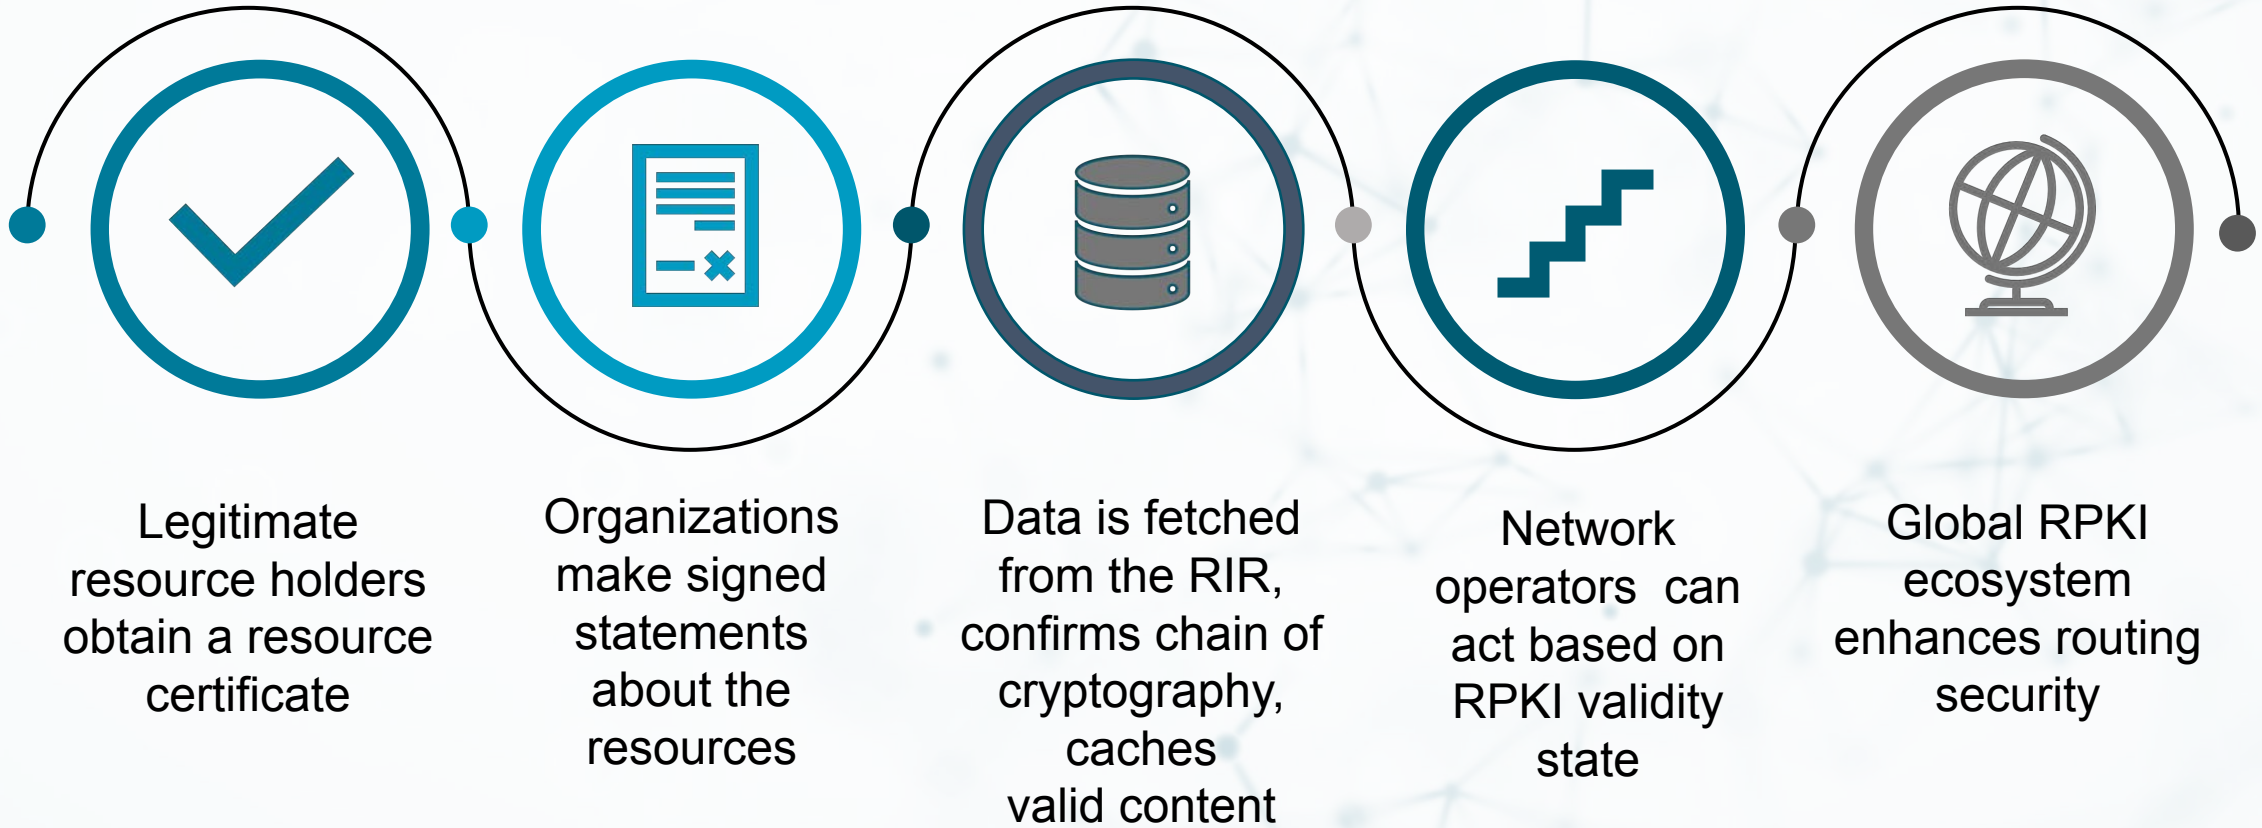 Legitimate
resource holders
obtain a resource
certificate
Organizations
make signed
statements
about the
resources
Data is fetched
from the RIR,
confirms chain of
cryptography,
caches
valid content
Network
operators  can
act based on
RPKI validity
state
Global RPKI
ecosystem
enhances routing
security